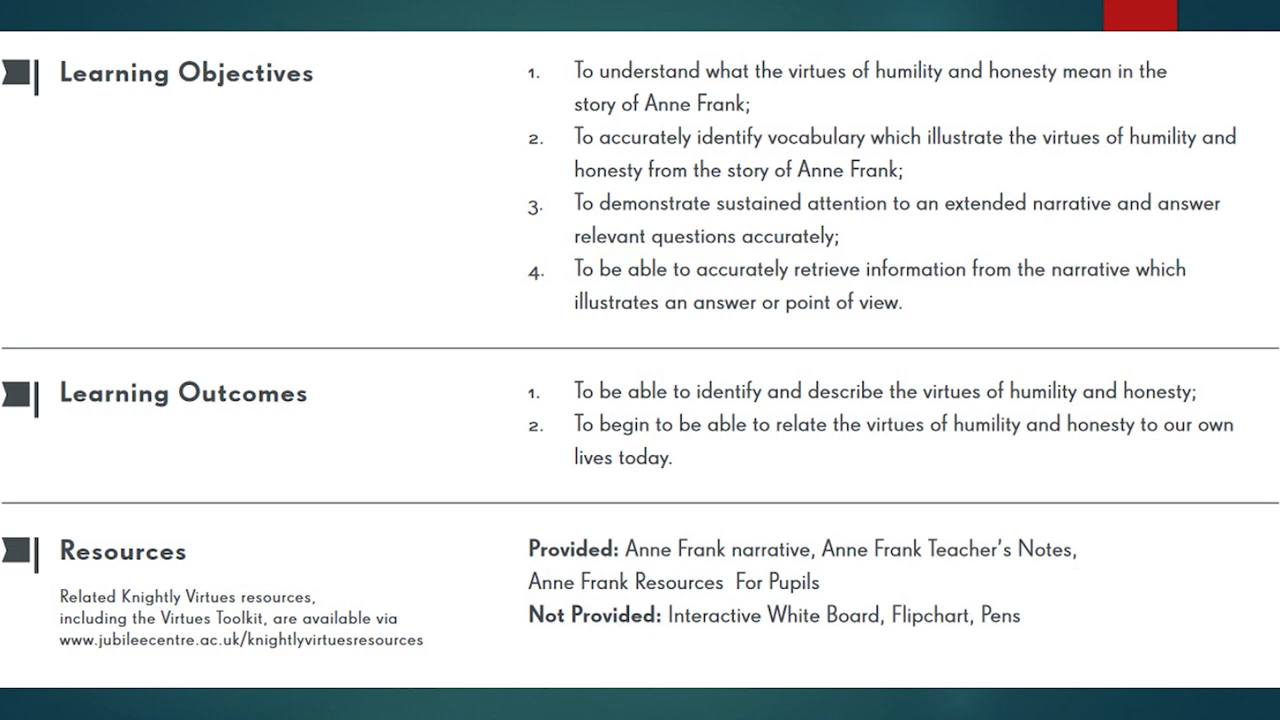 Learning Objectives
1. To understand what the virtues of humility and honesty mean in the
story of Anne Frank;
2. To accurately identify vocabulary which illustrate the virtues of humility and
honesty from the story of Anne Frank;
3. To demonstrate sustained attention to an extended narrative and answer
relevant questions accurately;
4. To be able to accurately retrieve information from the narrative which
illustrates an answer or point of view.
Learning Outcomes
1. To be able to identify and describe the virtues of humility and honesty;
2. To begin to be able to relate the virtues of humility and honesty to our own
lives today.
Resources
Related Knightly Virtues resources,
including the Virtues Toolkit, are available via
www.jubileecentre.ac.uk/knightlyvirtuesresources
Provided: Anne Frank narrative, Anne Frank Teacher's Notes,
Anne Frank Resources For Pupils
Not Provided: Interactive White Board, Flipchart, Pens